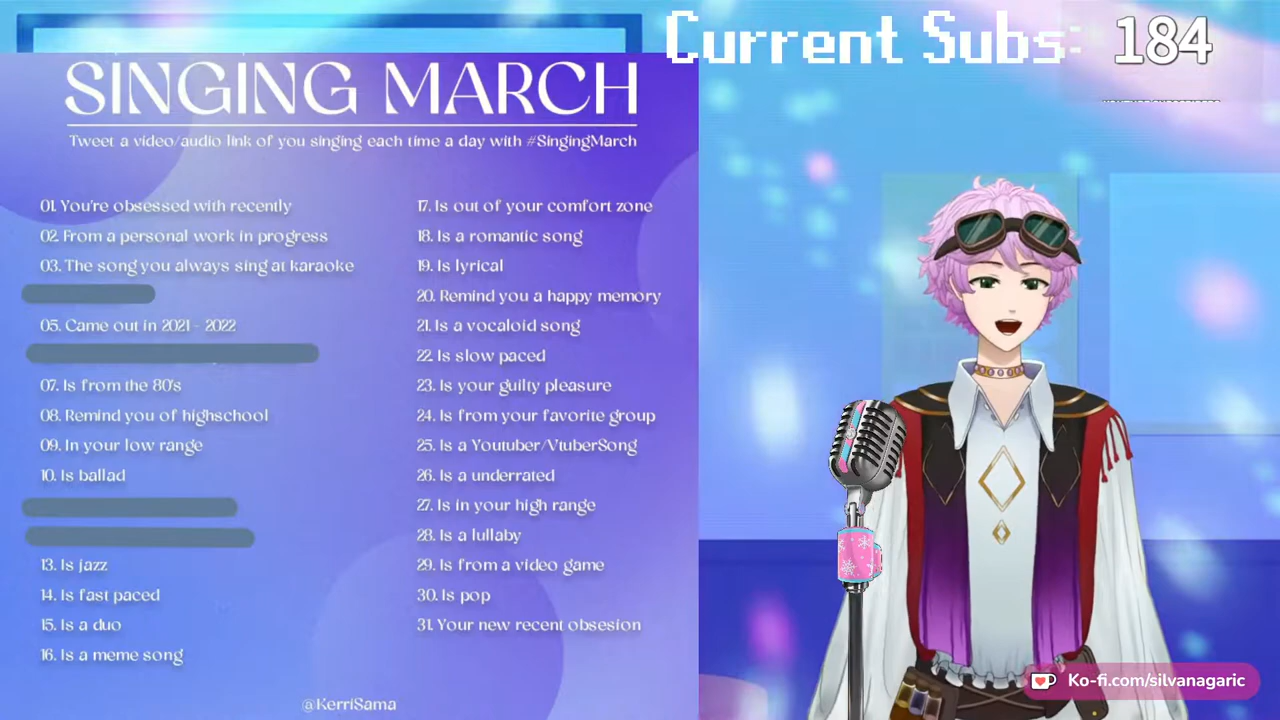 Current Subs: 184
SINGING MARCH
Tweet a video/audio link of you singing each time a day with #SingingMarch
01. You're obsessed with recently
02. From a personal work in progress
03. The song you always sing at karaoke
05. Came out in 2021 - 2022
07. Is from the 80's
08. Remind you of highschool
09. In your low range
10. Is ballad
13. Is jazz
14. Is fast paced
15. Is a duo
16. Is a meme song
17. Is out of your comfort zone
18. Is a romantic song
19. Is lyrical
20. Remind you a happy memory
21. Is a vocaloid song
22. Is slow paced
23. Is your guilty pleasure
24. Is from your favorite group
25. Is a Youtuber/VtuberSong
26. Is a underrated
27. Is in your high range
28. Is a lullaby
29. Is from a video game
30. Is pop
31. Your new recent obsesion
@KerriSama
Ko-fi.com/silvanagaric